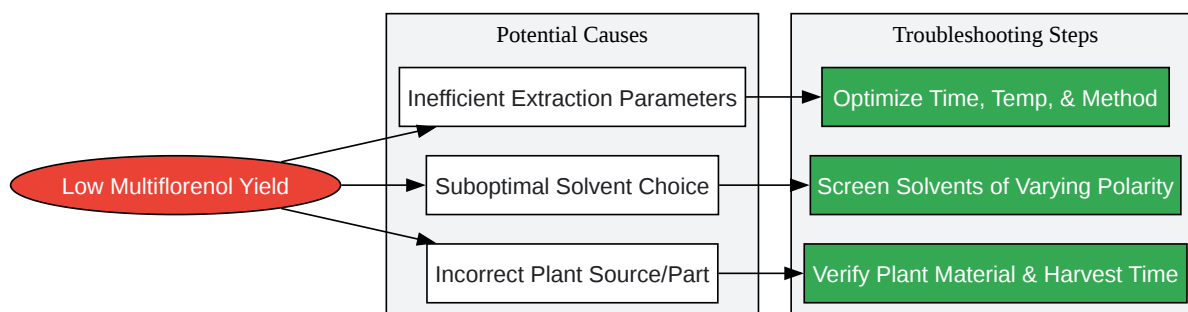 Potential Causes
Troubleshooting Steps
Inefficient Extraction Parameters
Optimize Time, Temp, & Method
Low Multiflorenol Yield
Suboptimal Solvent Choice
Screen Solvents of Varying Polarity
Incorrect Plant Source/Part
Verify Plant Material & Harvest Time